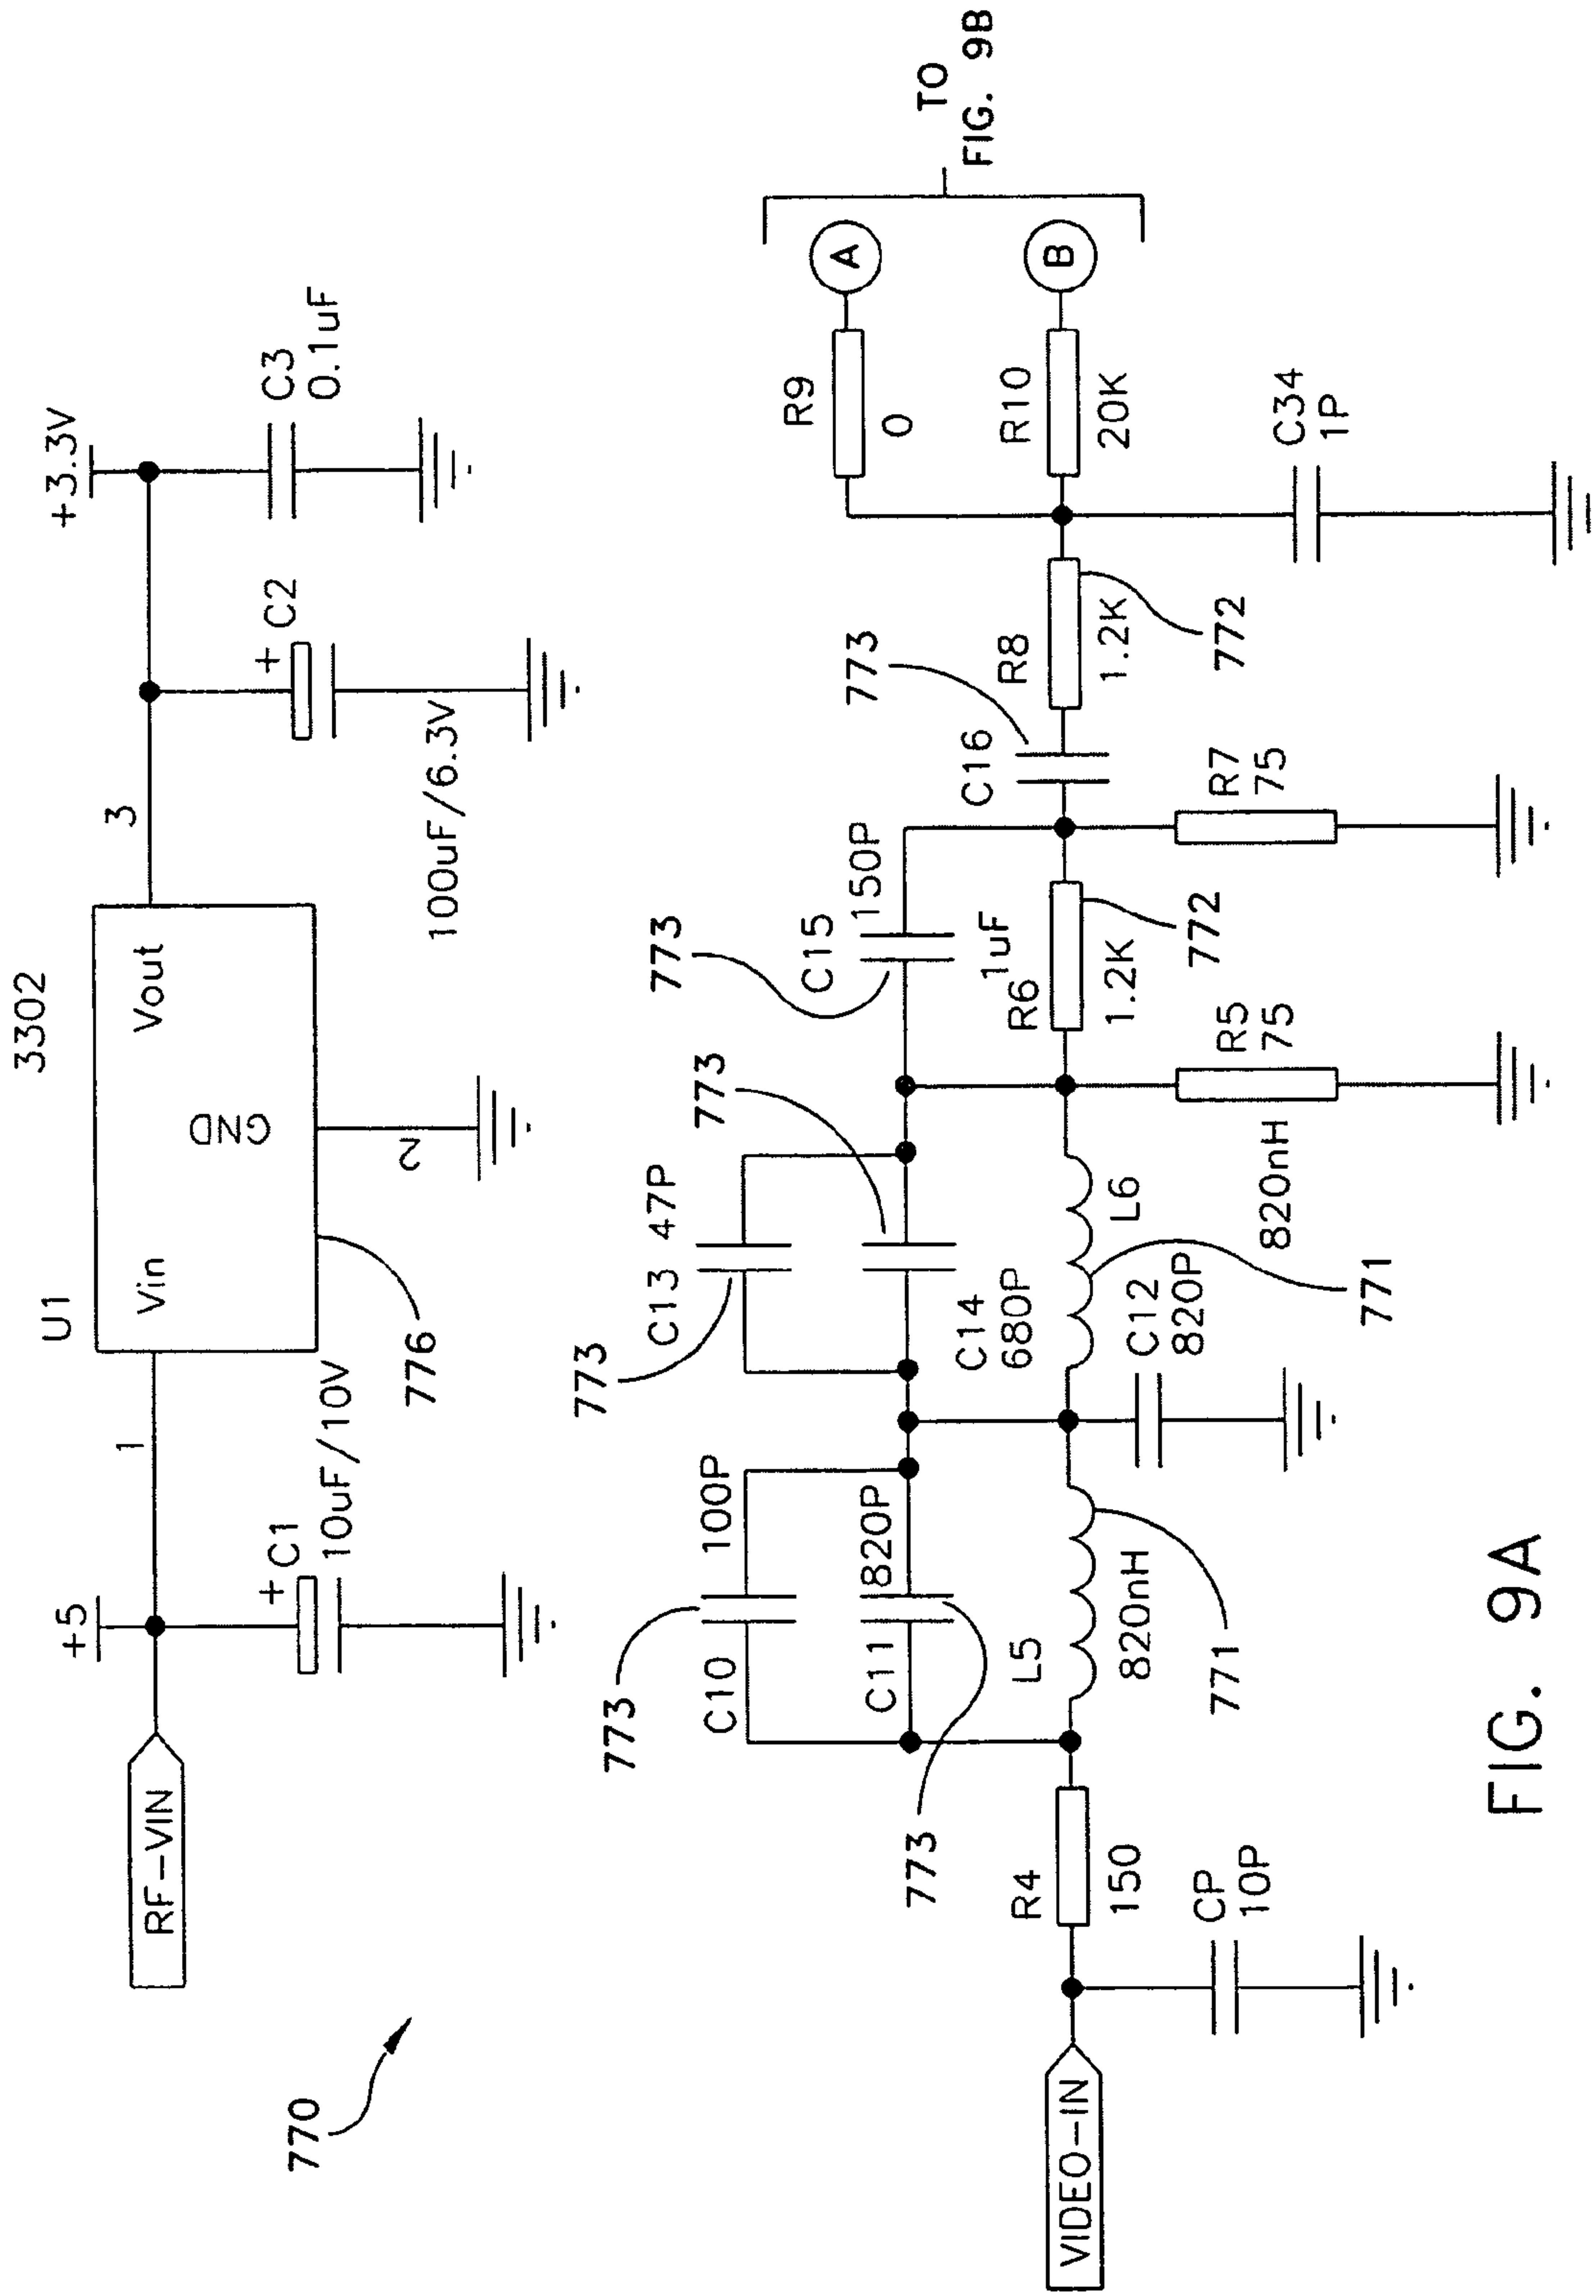 770
RF-VIN
+5
+ C1
10uF/10V
1
U1
3302
Vin
Vout
GND
2
776
3
+ C2
100uF/6.3V
+3.3V
C3
0.1uF
VIDEO-IN
CP
10P
R4
150
773
C10
100P
773
C11
820P
L5
820nH
771
C12
820P
773
C13
47P
773
C14
680P
L6
820nH
771
R5
75
773
C15
150P
1uF
R6
1.2K
772
R7
75
773
C16
R8
1.2K
772
C34
1P
R9
0
R10
20K
A
B
TO
FIG. 9B
FIG. 9A